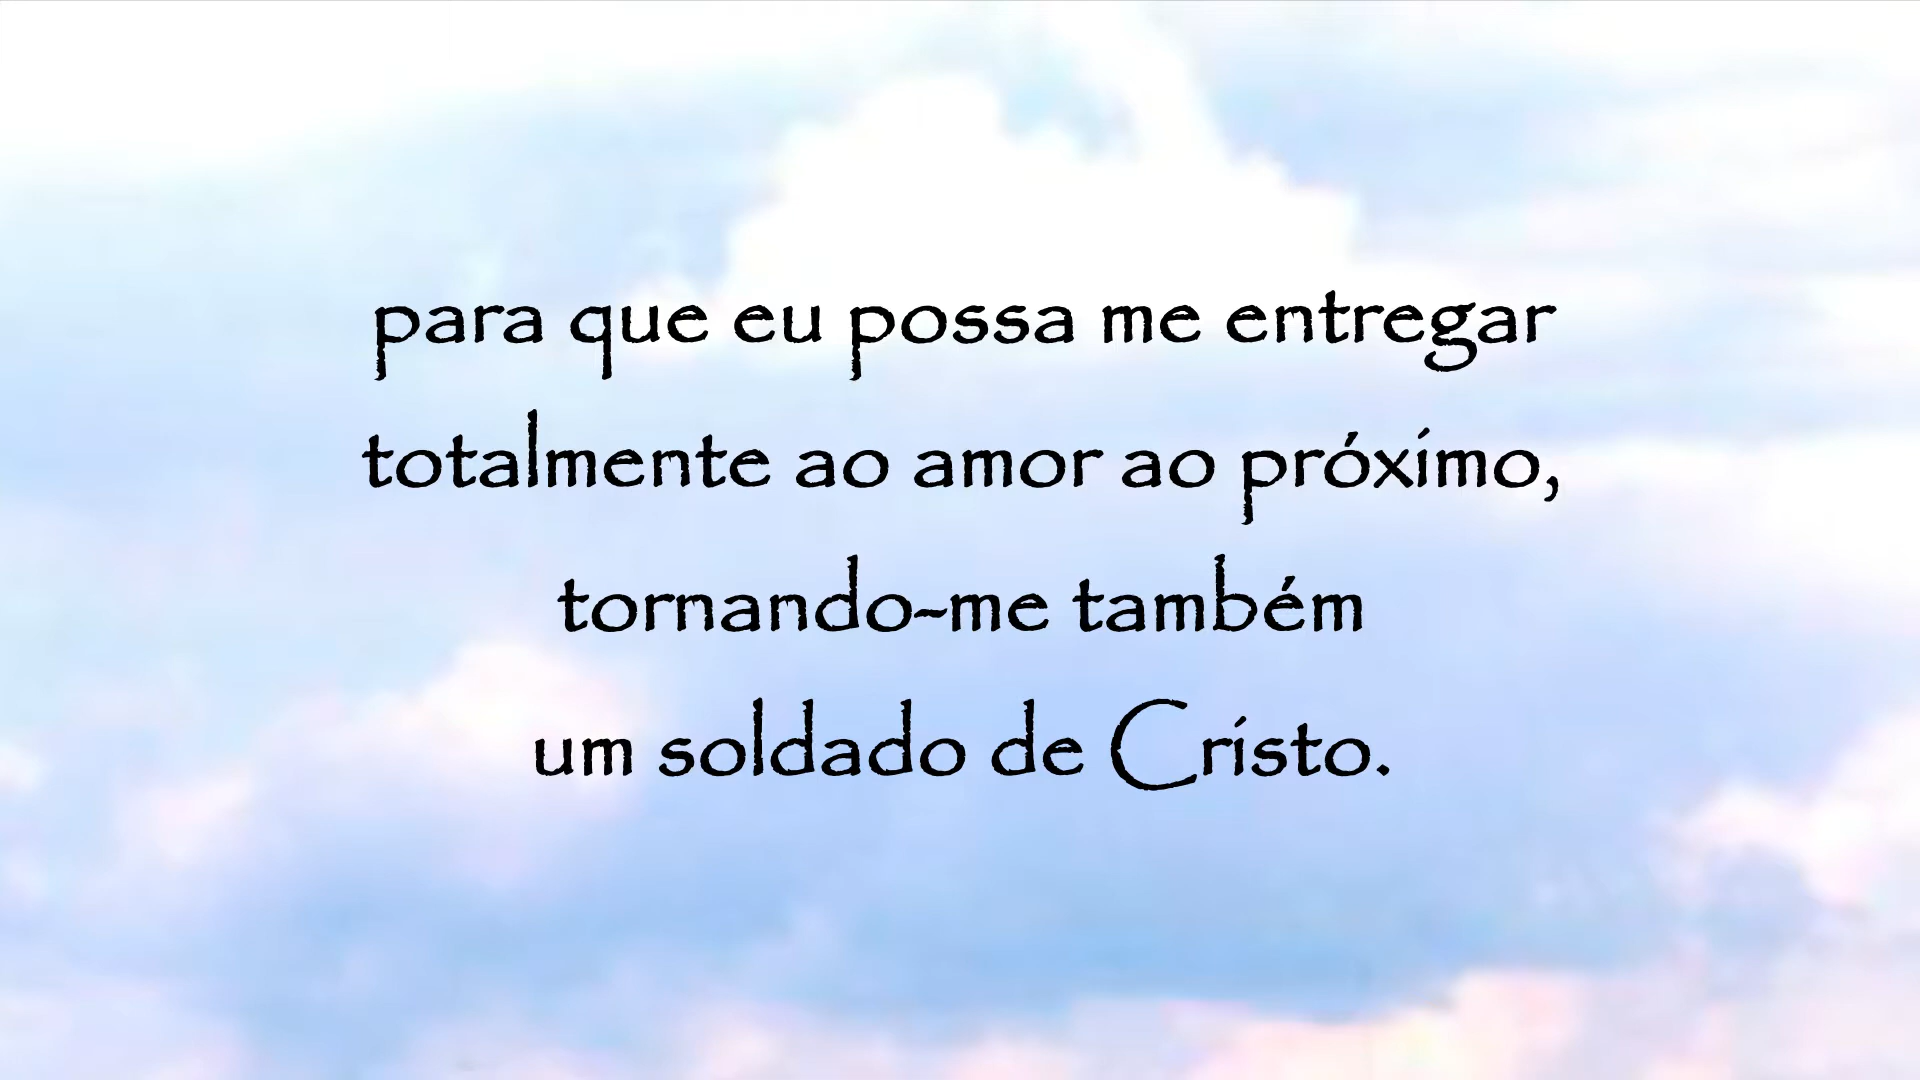 para que eu possa me entregar
totalmente ao amor ao próximo,
tornando-me também
um soldado de Cristo.